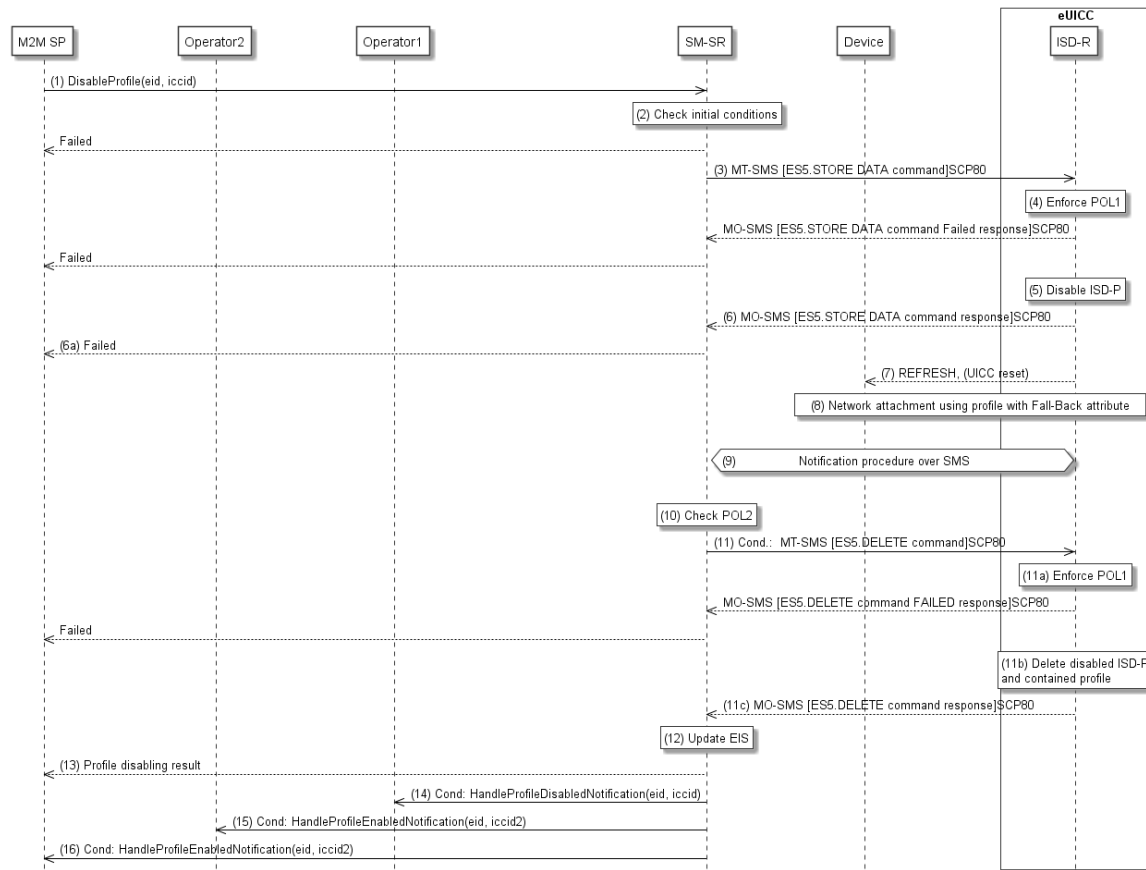 eUICC
M2M SP
Operator2
Operator1
SM-SR
Device
ISD-R
(1) DisableProfile(eid, iccid)
(2) Check initial conditions
Failed
(3) MT-SMS [ES5.STORE DATA command]SCP80
(4) Enforce POL1
MO-SMS [ES5.STORE DATA command Failed response]SCP80
Failed
(5) Disable ISD-P
(6) MO-SMS [ES5.STORE DATA command response]SCP80
(6a) Failed
(7) REFRESH, (UICC reset)
(8) Network attachment using profile with Fall-Back attribute
(9) Notification procedure over SMS
(10) Check POL2
(11) Cond.: MT-SMS [ES5.DELETE command]SCP80
(11a) Enforce POL1
MO-SMS [ES5.DELETE command FAILED response]SCP80
Failed
(11b) Delete disabled ISD-P
and contained profile
(11c) MO-SMS [ES5.DELETE command response]SCP80
(12) Update EIS
(13) Profile disabling result
(14) Cond: HandleProfileDisabledNotification(eid, iccid)
(15) Cond: HandleProfileEnabledNotification(eid, iccid2)
(16) Cond: HandleProfileEnabledNotification(eid, iccid2)